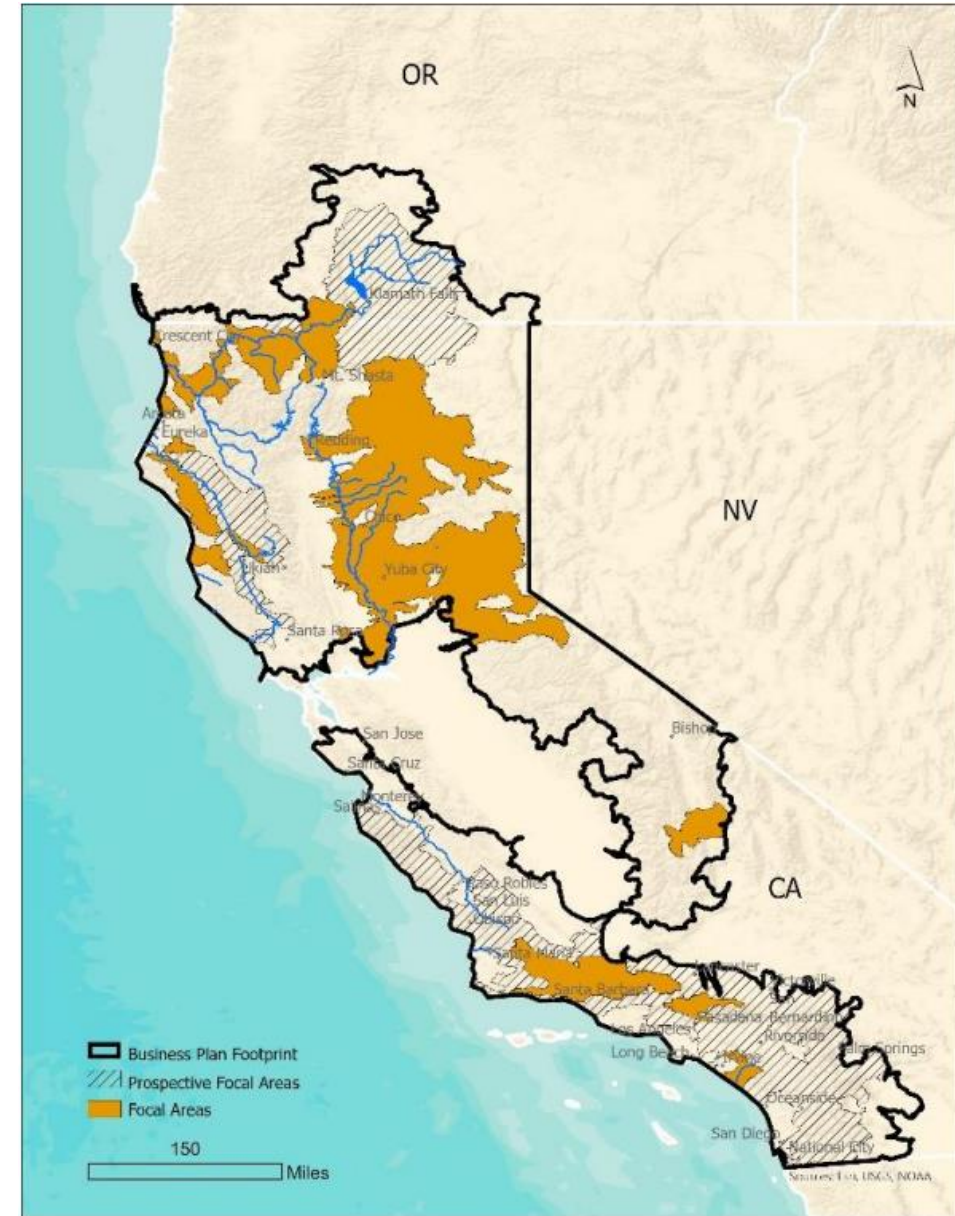 OR
N
Klamath Falls
Crescent C
Mt. Shasta
Eureka
Redding
NV
Chico
Ukiah
Yuba City
Santa Rosa
San Jose
Bishop
Santa Cruz
Monterey
CA
Paso Robles
San Luis
Obispo
Santa Maria
Santa Barbara
Pasadena
Bernardino
Los Angeles
Riverside
Long Beach
Palm Springs
Oceanside
San Diego
National City
Business Plan Footprint
Prospective Focal Areas
Focal Areas
150
Miles
Sources: Esri, USGS, NOAA